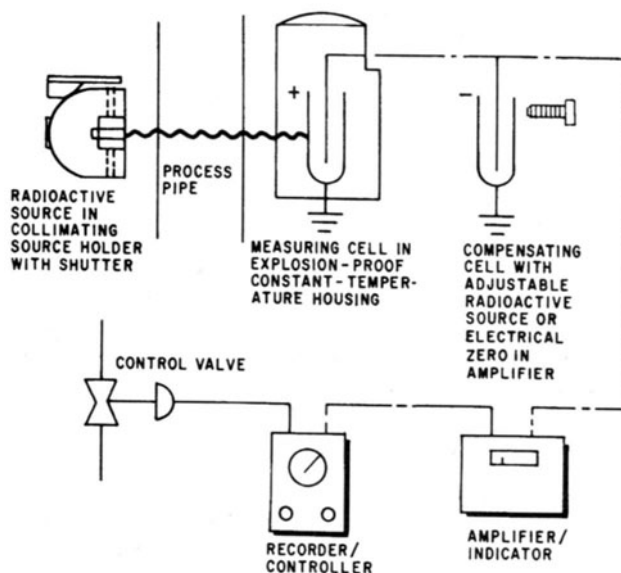 +
−
PROCESS
PIPE
RADIOACTIVE
SOURCE IN
COLLIMATING
SOURCE HOLDER
WITH SHUTTER
MEASURING CELL IN
EXPLOSION-PROOF
CONSTANT-TEMPER-
ATURE HOUSING
COMPENSATING
CELL WITH
ADJUSTABLE
RADIOACTIVE
SOURCE OR
ELECTRICAL
ZERO IN
AMPLIFIER
CONTROL VALVE
RECORDER/
CONTROLLER
AMPLIFIER/
INDICATOR